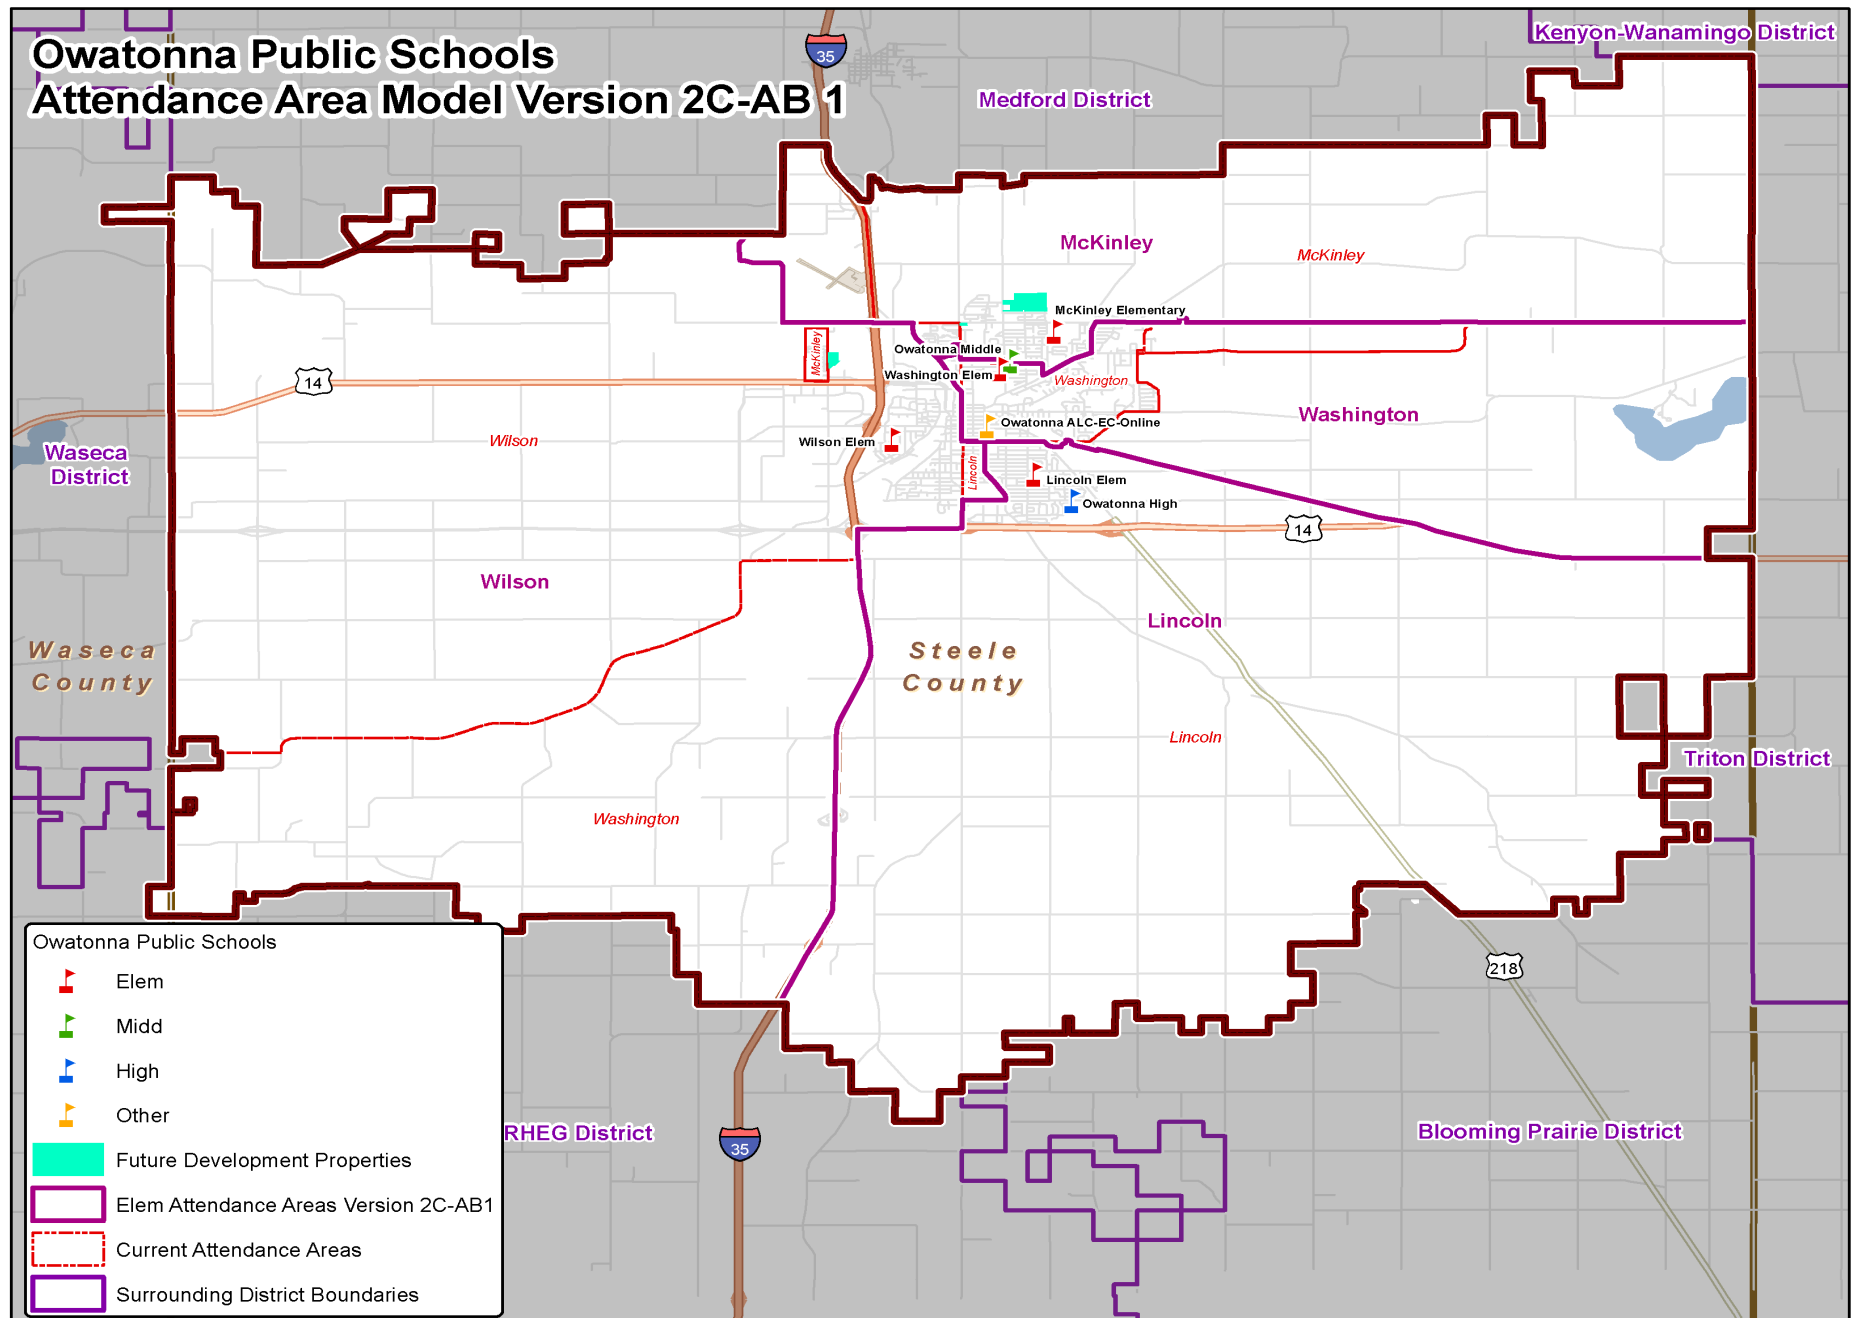 Owatonna Public Schools
Attendance Area Model Version 2C-AB 1
35
Kenyon-Wanamingo District
Medford District
McKinley
McKinley
McKinley Elementary
McKinley
Owatonna Middle
Washington Elem
Washington
14
Washington
Owatonna ALC-EC-Online
Wilson
Wilson Elem
Waseca
District
Lincoln
Lincoln Elem
Owatonna High
14
Wilson
Lincoln
Waseca
County
Steele
County
Lincoln
Triton District
Washington
218
Owatonna Public Schools
Elem
Midd
High
Other
Future Development Properties
Elem Attendance Areas Version 2C-AB1
Current Attendance Areas
Surrounding District Boundaries
RHEG District
35
Blooming Prairie District